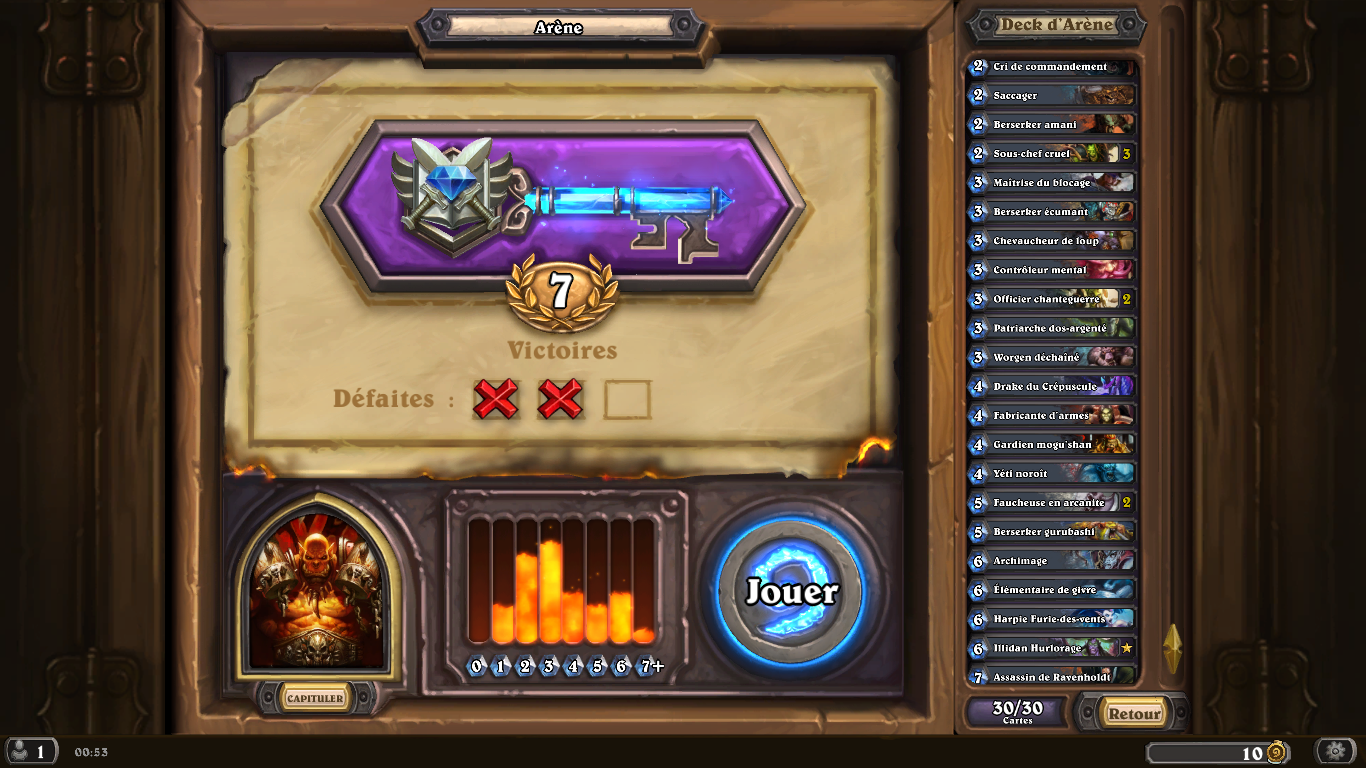 Arène
7
Victoires
Défaites :
CAPITULER
0 1 2 3 4 5 6 7+
Jouer
Deck d'Arène
2 Cri de commandement
2 Saccager
2 Berserker amani
2 Sous-chef cruel 3
3 Maîtrise du blocage
3 Berserker écumant
3 Chevaucheur de loup
3 Contrôleur mental
3 Officier chanteguerre 2
3 Patriarche dos-argenté
3 Worgen déchaîné
4 Drake du Crépuscule
4 Fabricante d'armes
4 Gardien mogu'shan
4 Yéti noroît
5 Faucheuse en arcanite 2
5 Berserker gurubashi
6 Archimage
6 Élémentaire de givre
6 Harpie Furie-des-vents
6 Illidan Hurlorage
7 Assassin de Ravenholdt
30/30
Cartes
Retour
1
00:53
10